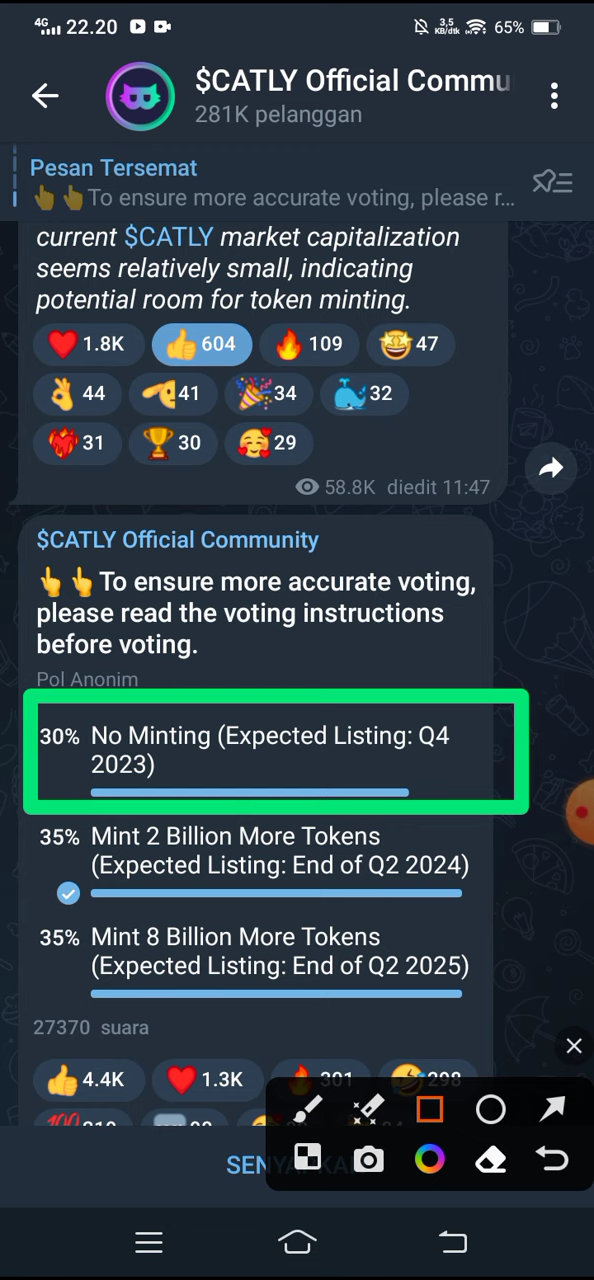 4G 22.20 3,5 KB/dtk 65%
$CATLY Official Commu
281K pelanggan
Pesan Tersemat
👆👆To ensure more accurate voting, please r...
current $CATLY market capitalization
seems relatively small, indicating
potential room for token minting.
❤️ 1.8K 👍 604 🔥 109 🤩 47
👌 44 🫡 41 🎉 34 🐳 32
❤️‍🔥 31 🏆 30 🥰 29
58.8K diedit 11:47
$CATLY Official Community
👆👆To ensure more accurate voting,
please read the voting instructions
before voting.
Pol Anonim
30% No Minting (Expected Listing: Q4
2023)
35% Mint 2 Billion More Tokens
(Expected Listing: End of Q2 2024)
35% Mint 8 Billion More Tokens
(Expected Listing: End of Q2 2025)
27370 suara
👍 4.4K ❤️ 1.3K 🔥 301 🤣 298
💯